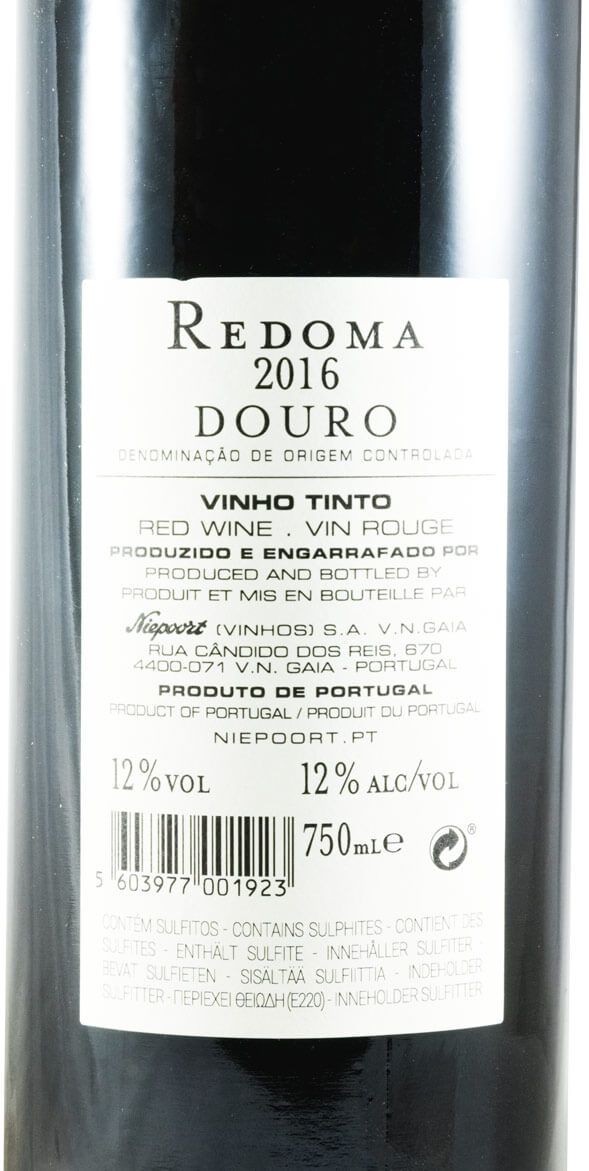 REDOMA
2016
DOURO
DENOMINAÇÃO DE ORIGEM CONTROLADA
VINHO TINTO
RED WINE . VIN ROUGE
PRODUZIDO E ENGARRAFADO POR
PRODUCED AND BOTTLED BY
PRODUIT ET MIS EN BOUTEILLE PAR
Niepoort (VINHOS) S.A. V.N.GAIA
RUA CÂNDIDO DOS REIS, 670
4400-071 V.N. GAIA - PORTUGAL
PRODUTO DE PORTUGAL
PRODUCT OF PORTUGAL / PRODUIT DU PORTUGAL
NIEPOORT.PT
12%VOL 12% ALC/VOL
750mL℮ ®
5 603977 001923
CONTÉM SULFITOS - CONTAINS SULPHITES - CONTIENT DES
SULFITES - ENTHÄLT SULFITE - INNEHÅLLER SULFITER -
BEVAT SULFIETEN - SISÄLTÄÄ SULFIITTIA - INDEHOLDER
SULFITTER - ΠΕΡΙΕΧΕΙ ΘΕΙΩΔΗ (E220) - INNEHOLDER SULFITTER